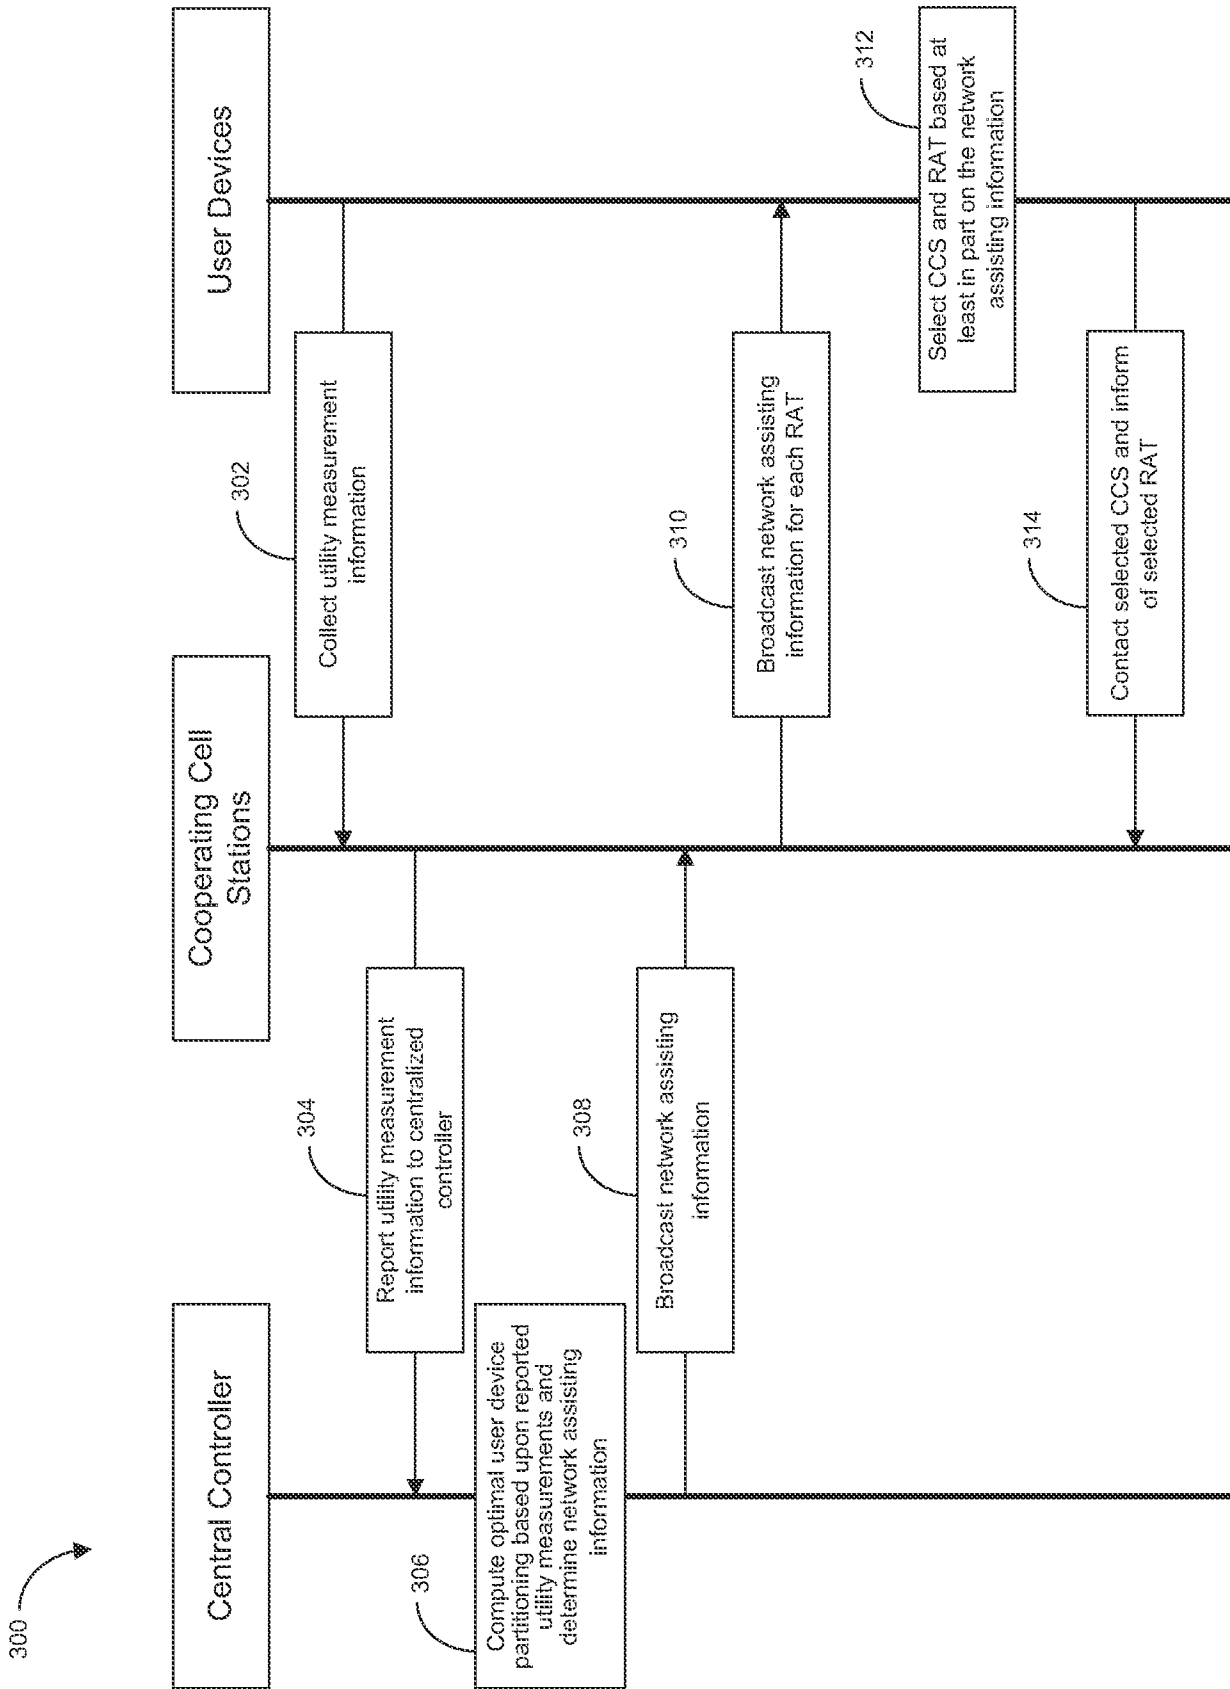 300
Central Controller
Cooperating Cell
Stations
User Devices
302
Collect utility measurement
information
304
Report utility measurement
information to centralized
controller
306
Compute optimal user device
partitioning based upon reported
utility measurements and
determine network assisting
information
308
Broadcast network assisting
information
310
Broadcast network assisting
information for each RAT
312
Select CCS and RAT based at
least in part on the network
assisting information
314
Contact selected CCS and inform
of selected RAT